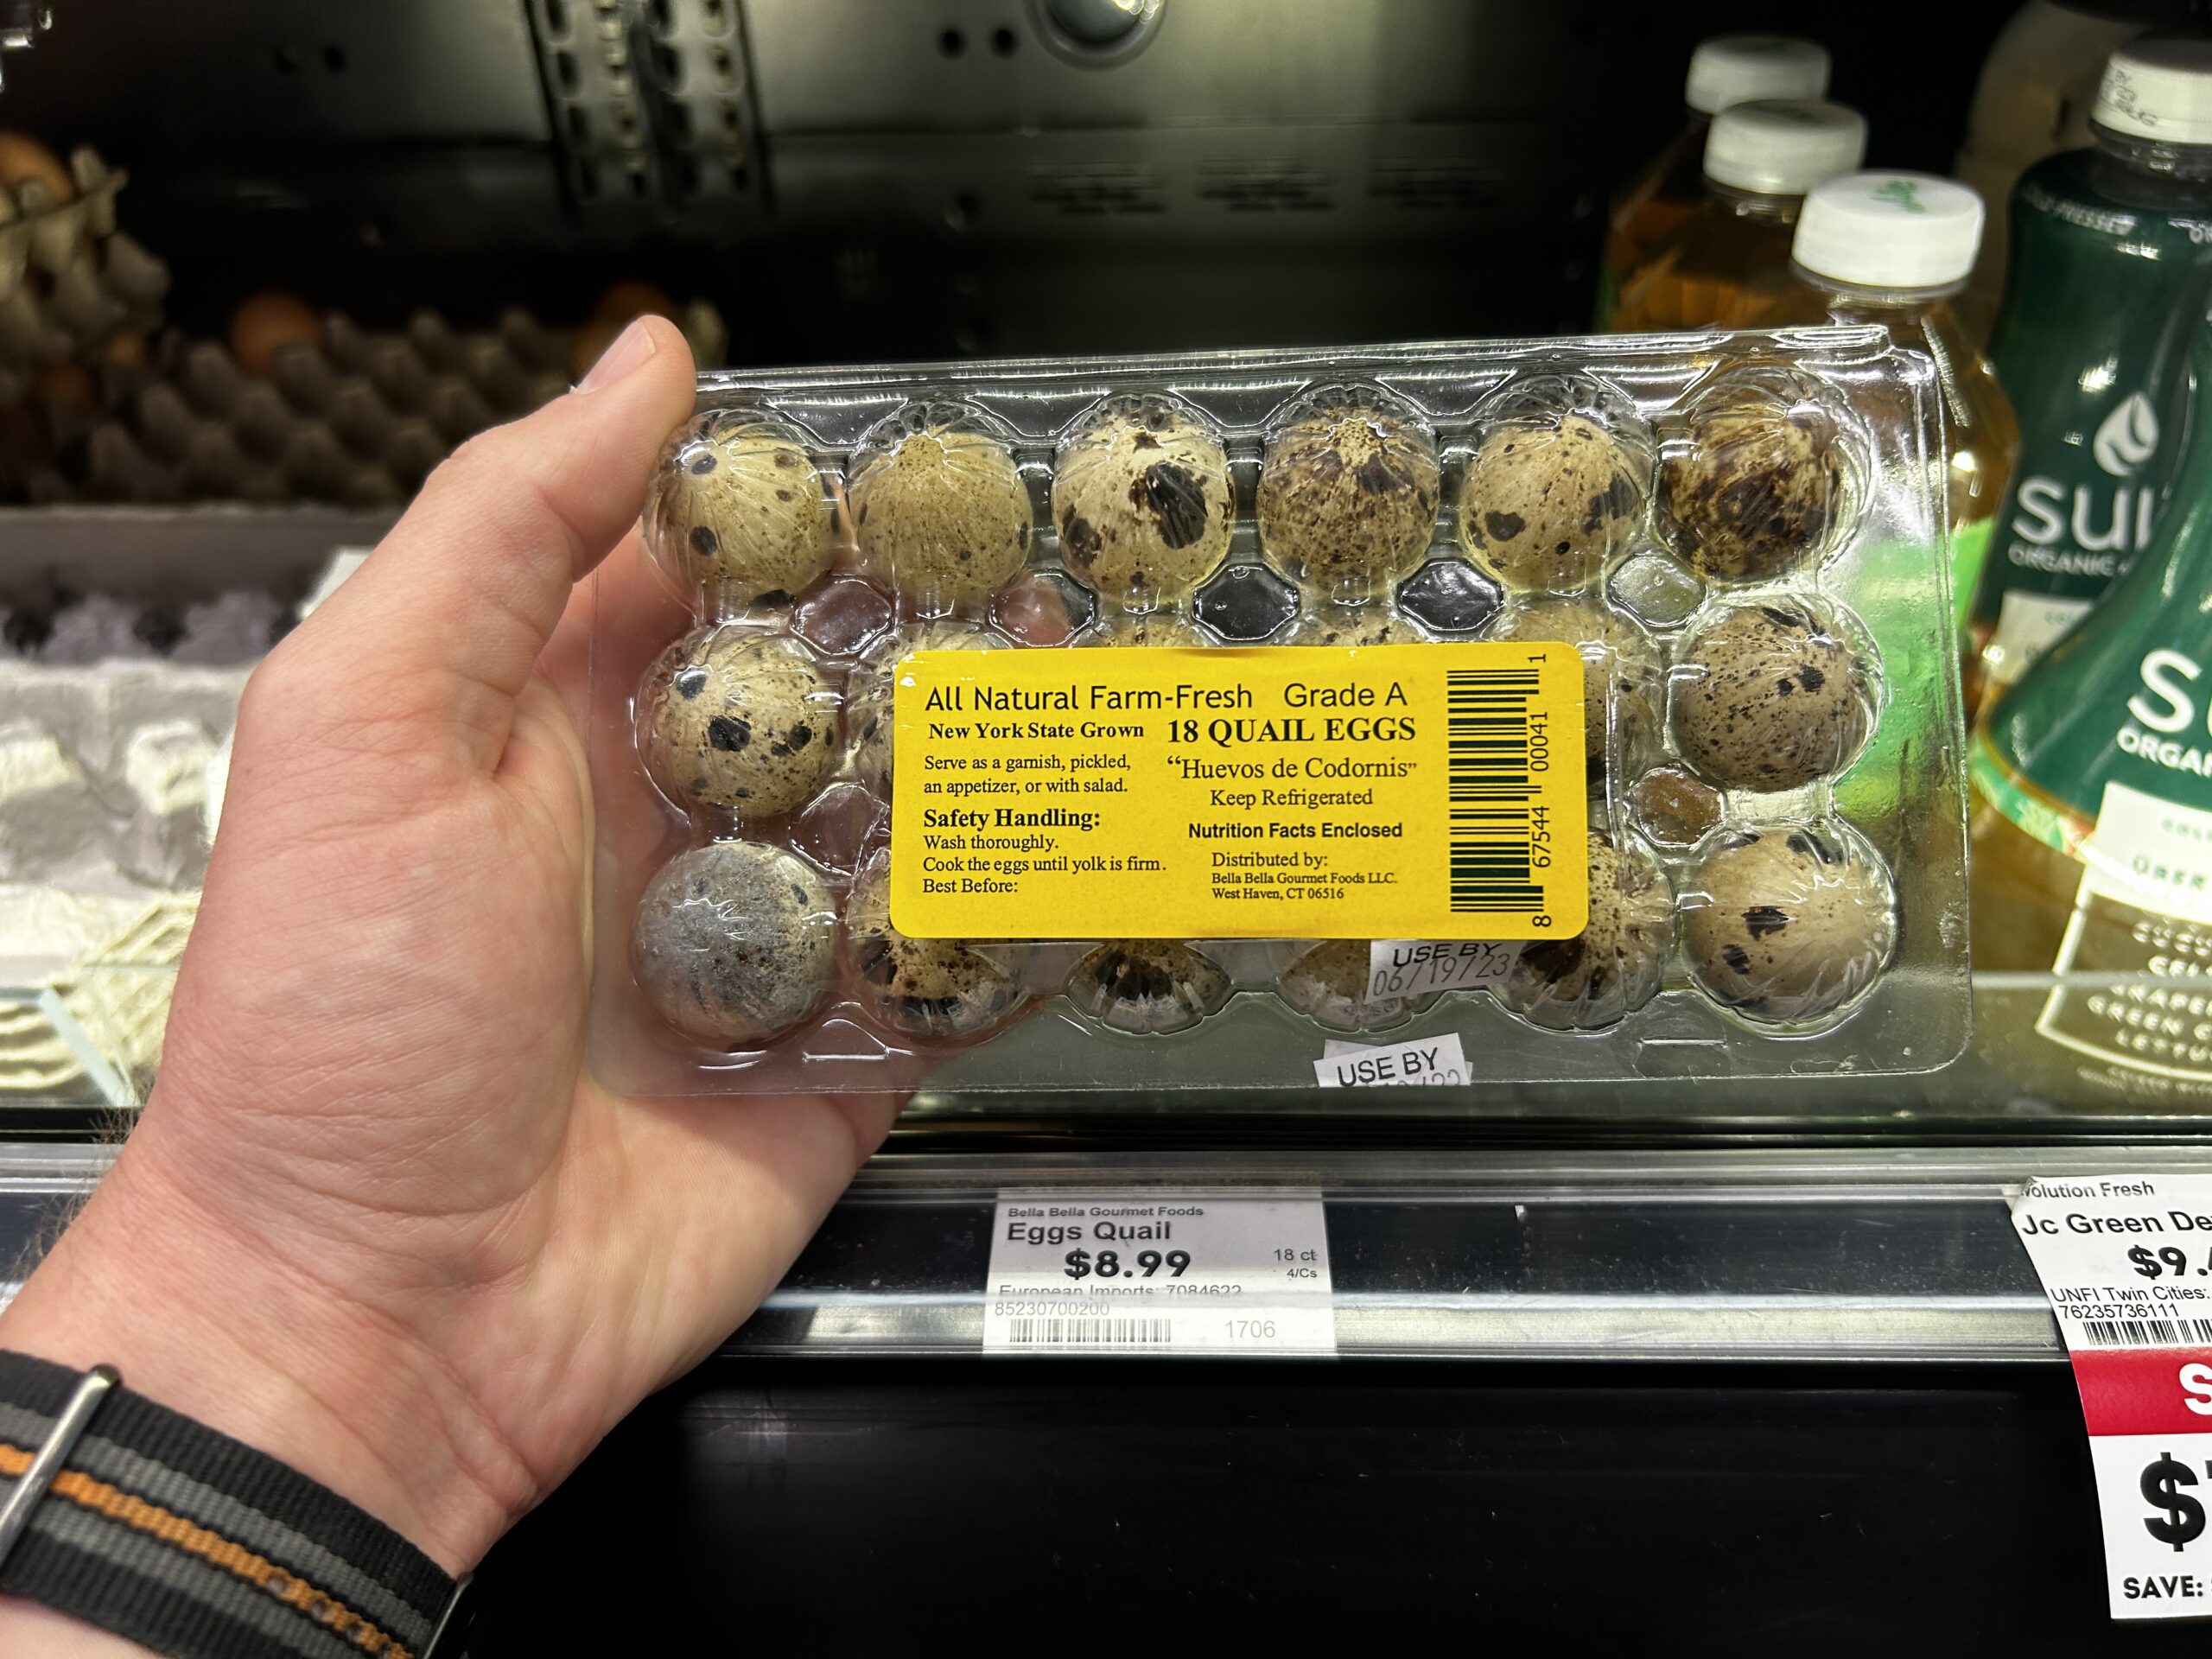 All Natural Farm-Fresh Grade A
New York State Grown 18 QUAIL EGGS
Serve as a garnish, pickled,
an appetizer, or with salad.
"Huevos de Codornis"
Keep Refrigerated
Safety Handling:
Wash thoroughly.
Cook the eggs until yolk is firm.
Best Before:
Nutrition Facts Enclosed
Distributed by:
Bella Bella Gourmet Foods LLC.
West Haven, CT 06516
8 67544 00041 1
USE BY
06/19/23
USE BY
Bella Bella Gourmet Foods
Eggs Quail
$8.99
18 ct
4/Cs
European Imports: 7084622
85230700200
1706
ORGANIC
GREEN
Fresh
Jc Green
UNFI Twin Cities:
76235736111
$
SAVE: